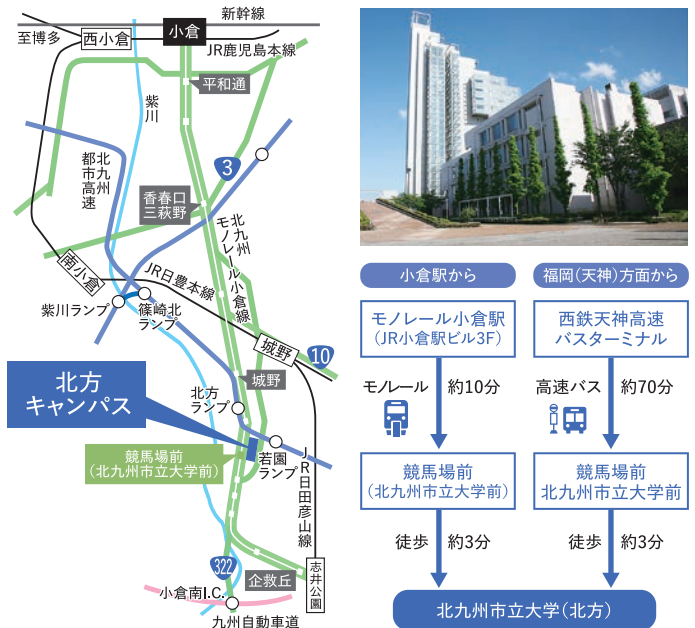 新幹線
至博多
西小倉
小倉
JR鹿児島本線
平和通
紫川
北九州
都市高速
3
香春口
三萩野
北九州
モノレール小倉線
南小倉
JR日豊本線
紫川ランプ
篠崎北
ランプ
城野
10
城野
北方
キャンパス
北方
ランプ
競馬場前
(北九州市立大学前)
若園
ランプ
JR日田彦山線
322
企救丘
志井公園
小倉南I.C.
九州自動車道
小倉駅から
モノレール小倉駅
(JR小倉駅ビル3F)
モノレール
約10分
競馬場前
(北九州市立大学前)
徒歩
約3分
福岡(天神)方面から
西鉄天神高速
バスターミナル
高速バス
約70分
競馬場前
北九州市立大学前
徒歩
約3分
北九州市立大学(北方)